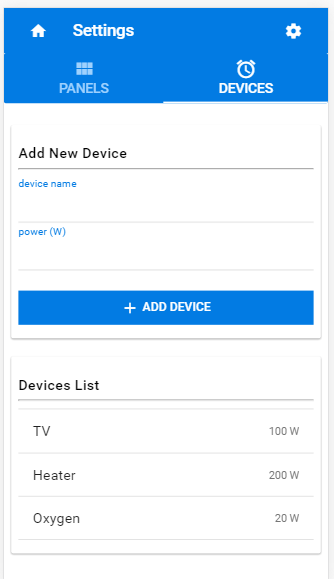 Settings
PANELS
DEVICES
Add New Device
device name
power (W)
ADD DEVICE
Devices List
TV 100 W
Heater 200 W
Oxygen 20 W